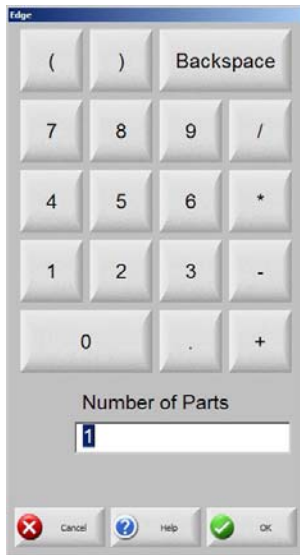 Edge
( ) Backspace
7 8 9 /
4 5 6 *
1 2 3 -
0 . +
Number of Parts
1
Cancel Help OK